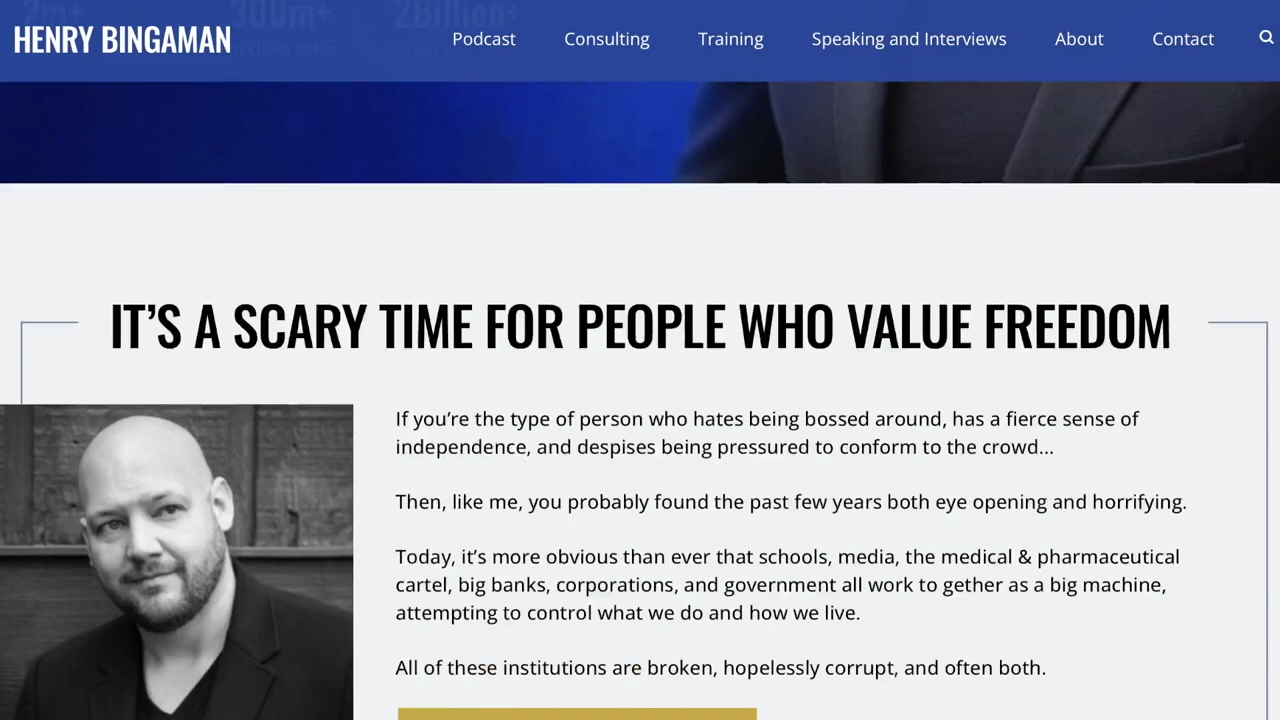 2m+ 300m+ 2Billion+
HENRY BINGAMAN
Podcast Consulting Training Speaking and Interviews About Contact
IT'S A SCARY TIME FOR PEOPLE WHO VALUE FREEDOM
If you're the type of person who hates being bossed around, has a fierce sense of
independence, and despises being pressured to conform to the crowd...
Then, like me, you probably found the past few years both eye opening and horrifying.
Today, it's more obvious than ever that schools, media, the medical & pharmaceutical
cartel, big banks, corporations, and government all work to gether as a big machine,
attempting to control what we do and how we live.
All of these institutions are broken, hopelessly corrupt, and often both.